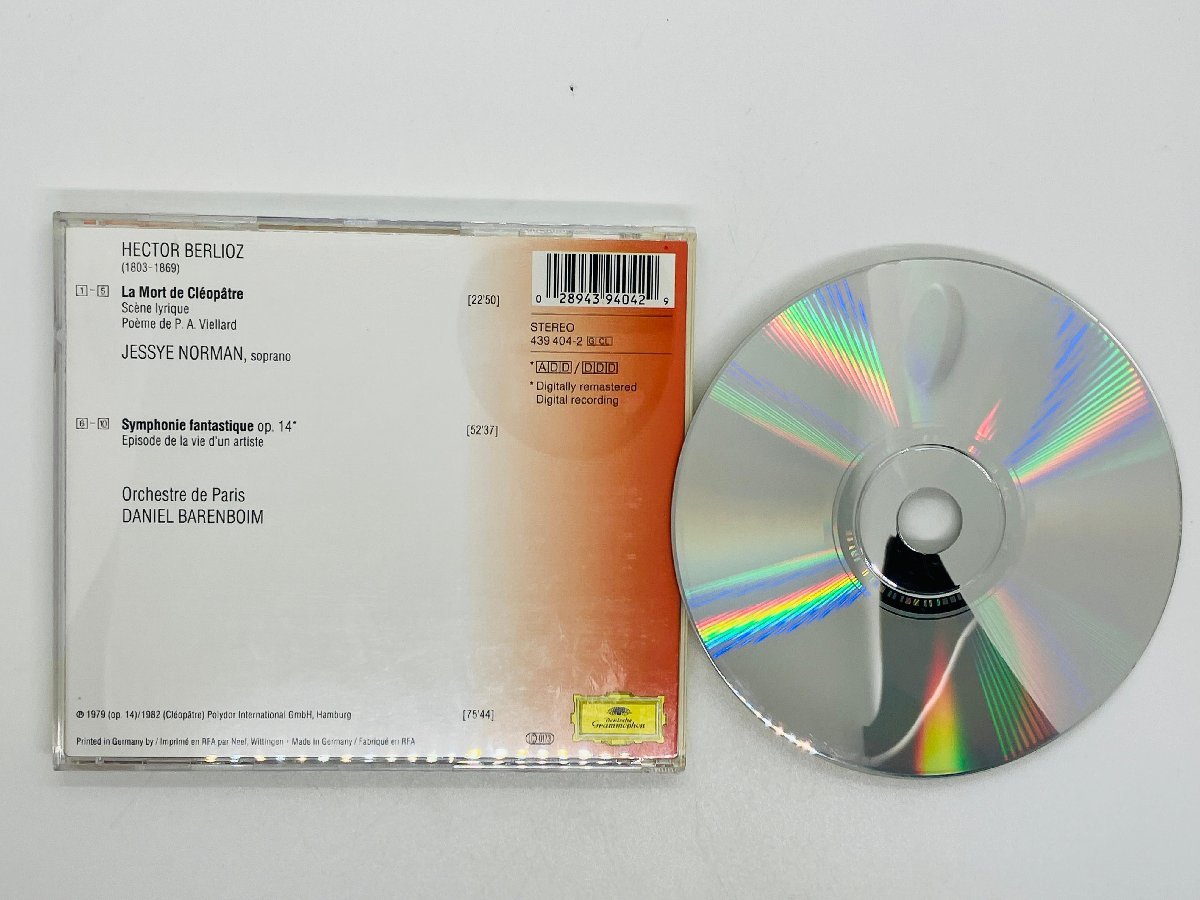 HECTOR BERLIOZ
(1803-1869)
1 - 5 La Mort de Cléopâtre [22'50]
Scène lyrique
Poème de P. A. Viellard
JESSYE NORMAN, soprano
6 - 10 Symphonie fantastique op. 14* [52'37]
Episode de la vie d'un artiste
Orchestre de Paris
DANIEL BARENBOIM
℗ 1979 (op. 14)/1982 (Cléopâtre) Polydor International GmbH, Hamburg [75'44]
Printed in Germany by / Imprimé en RFA par Neef, Wittingen · Made in Germany / Fabriqué en RFA
0 28943 94042 9
STEREO
439 404-2 G CL
* ADD / DDD
* Digitally remastered
Digital recording
Deutsche
Grammophon